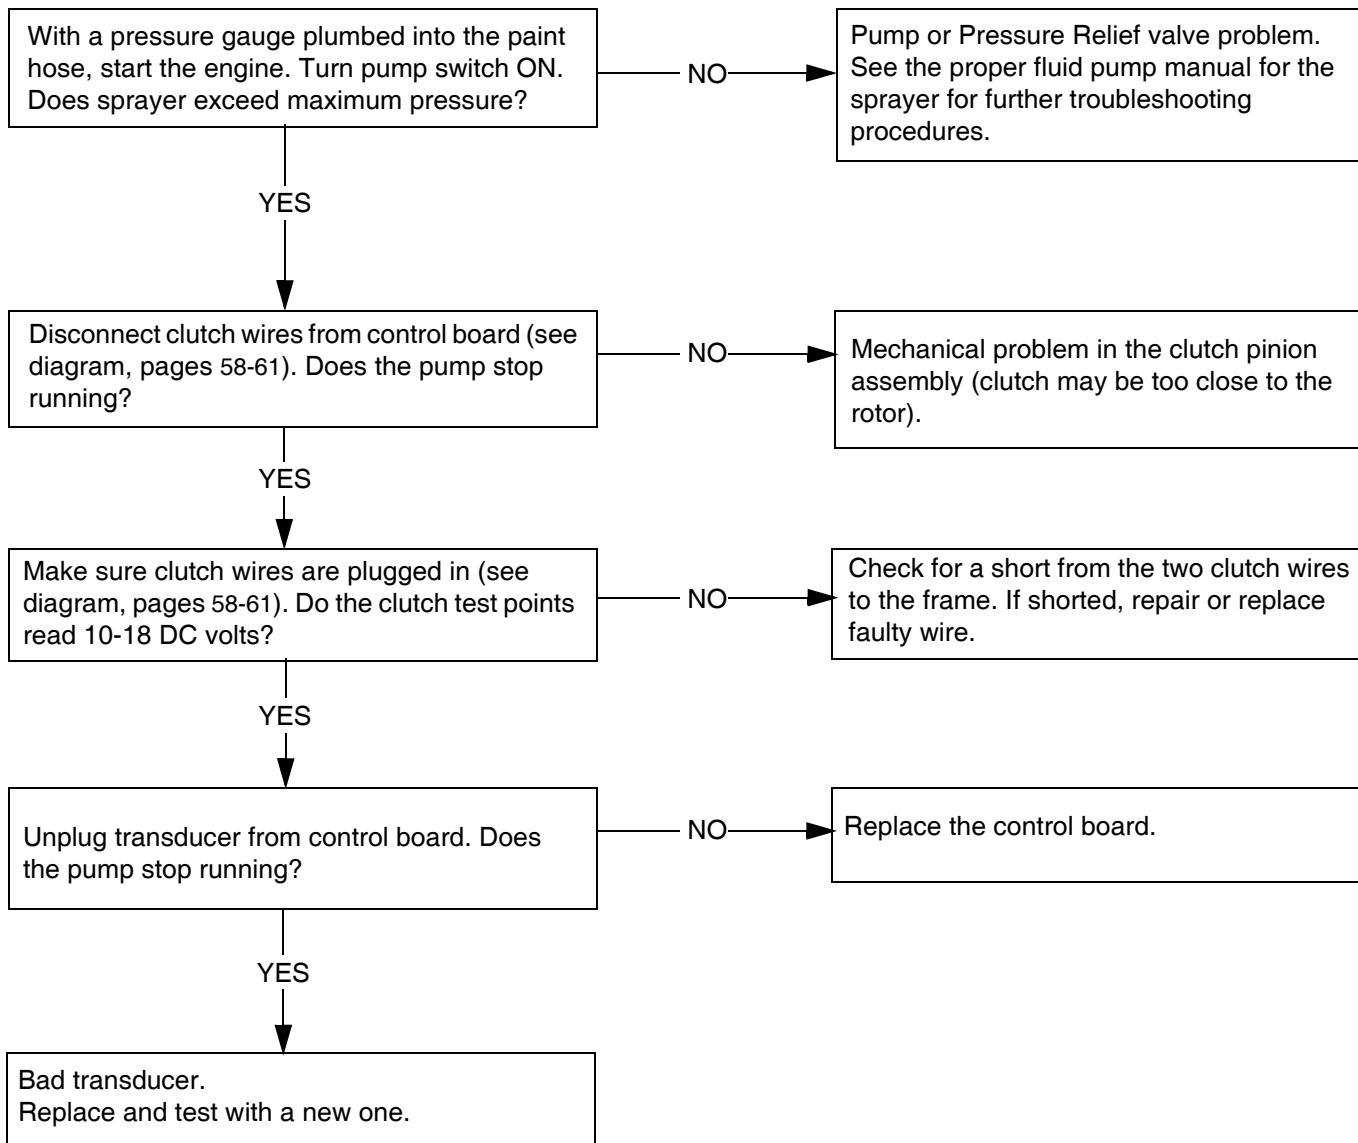 With a pressure gauge plumbed into the paint
hose, start the engine. Turn pump switch ON.
Does sprayer exceed maximum pressure?
NO
Pump or Pressure Relief valve problem.
See the proper fluid pump manual for the
sprayer for further troubleshooting
procedures.
YES
Disconnect clutch wires from control board (see
diagram, pages 58-61). Does the pump stop
running?
NO
Mechanical problem in the clutch pinion
assembly (clutch may be too close to the
rotor).
YES
Make sure clutch wires are plugged in (see
diagram, pages 58-61). Do the clutch test points
read 10-18 DC volts?
NO
Check for a short from the two clutch wires
to the frame. If shorted, repair or replace
faulty wire.
YES
Unplug transducer from control board. Does
the pump stop running?
NO
Replace the control board.
YES
Bad transducer.
Replace and test with a new one.